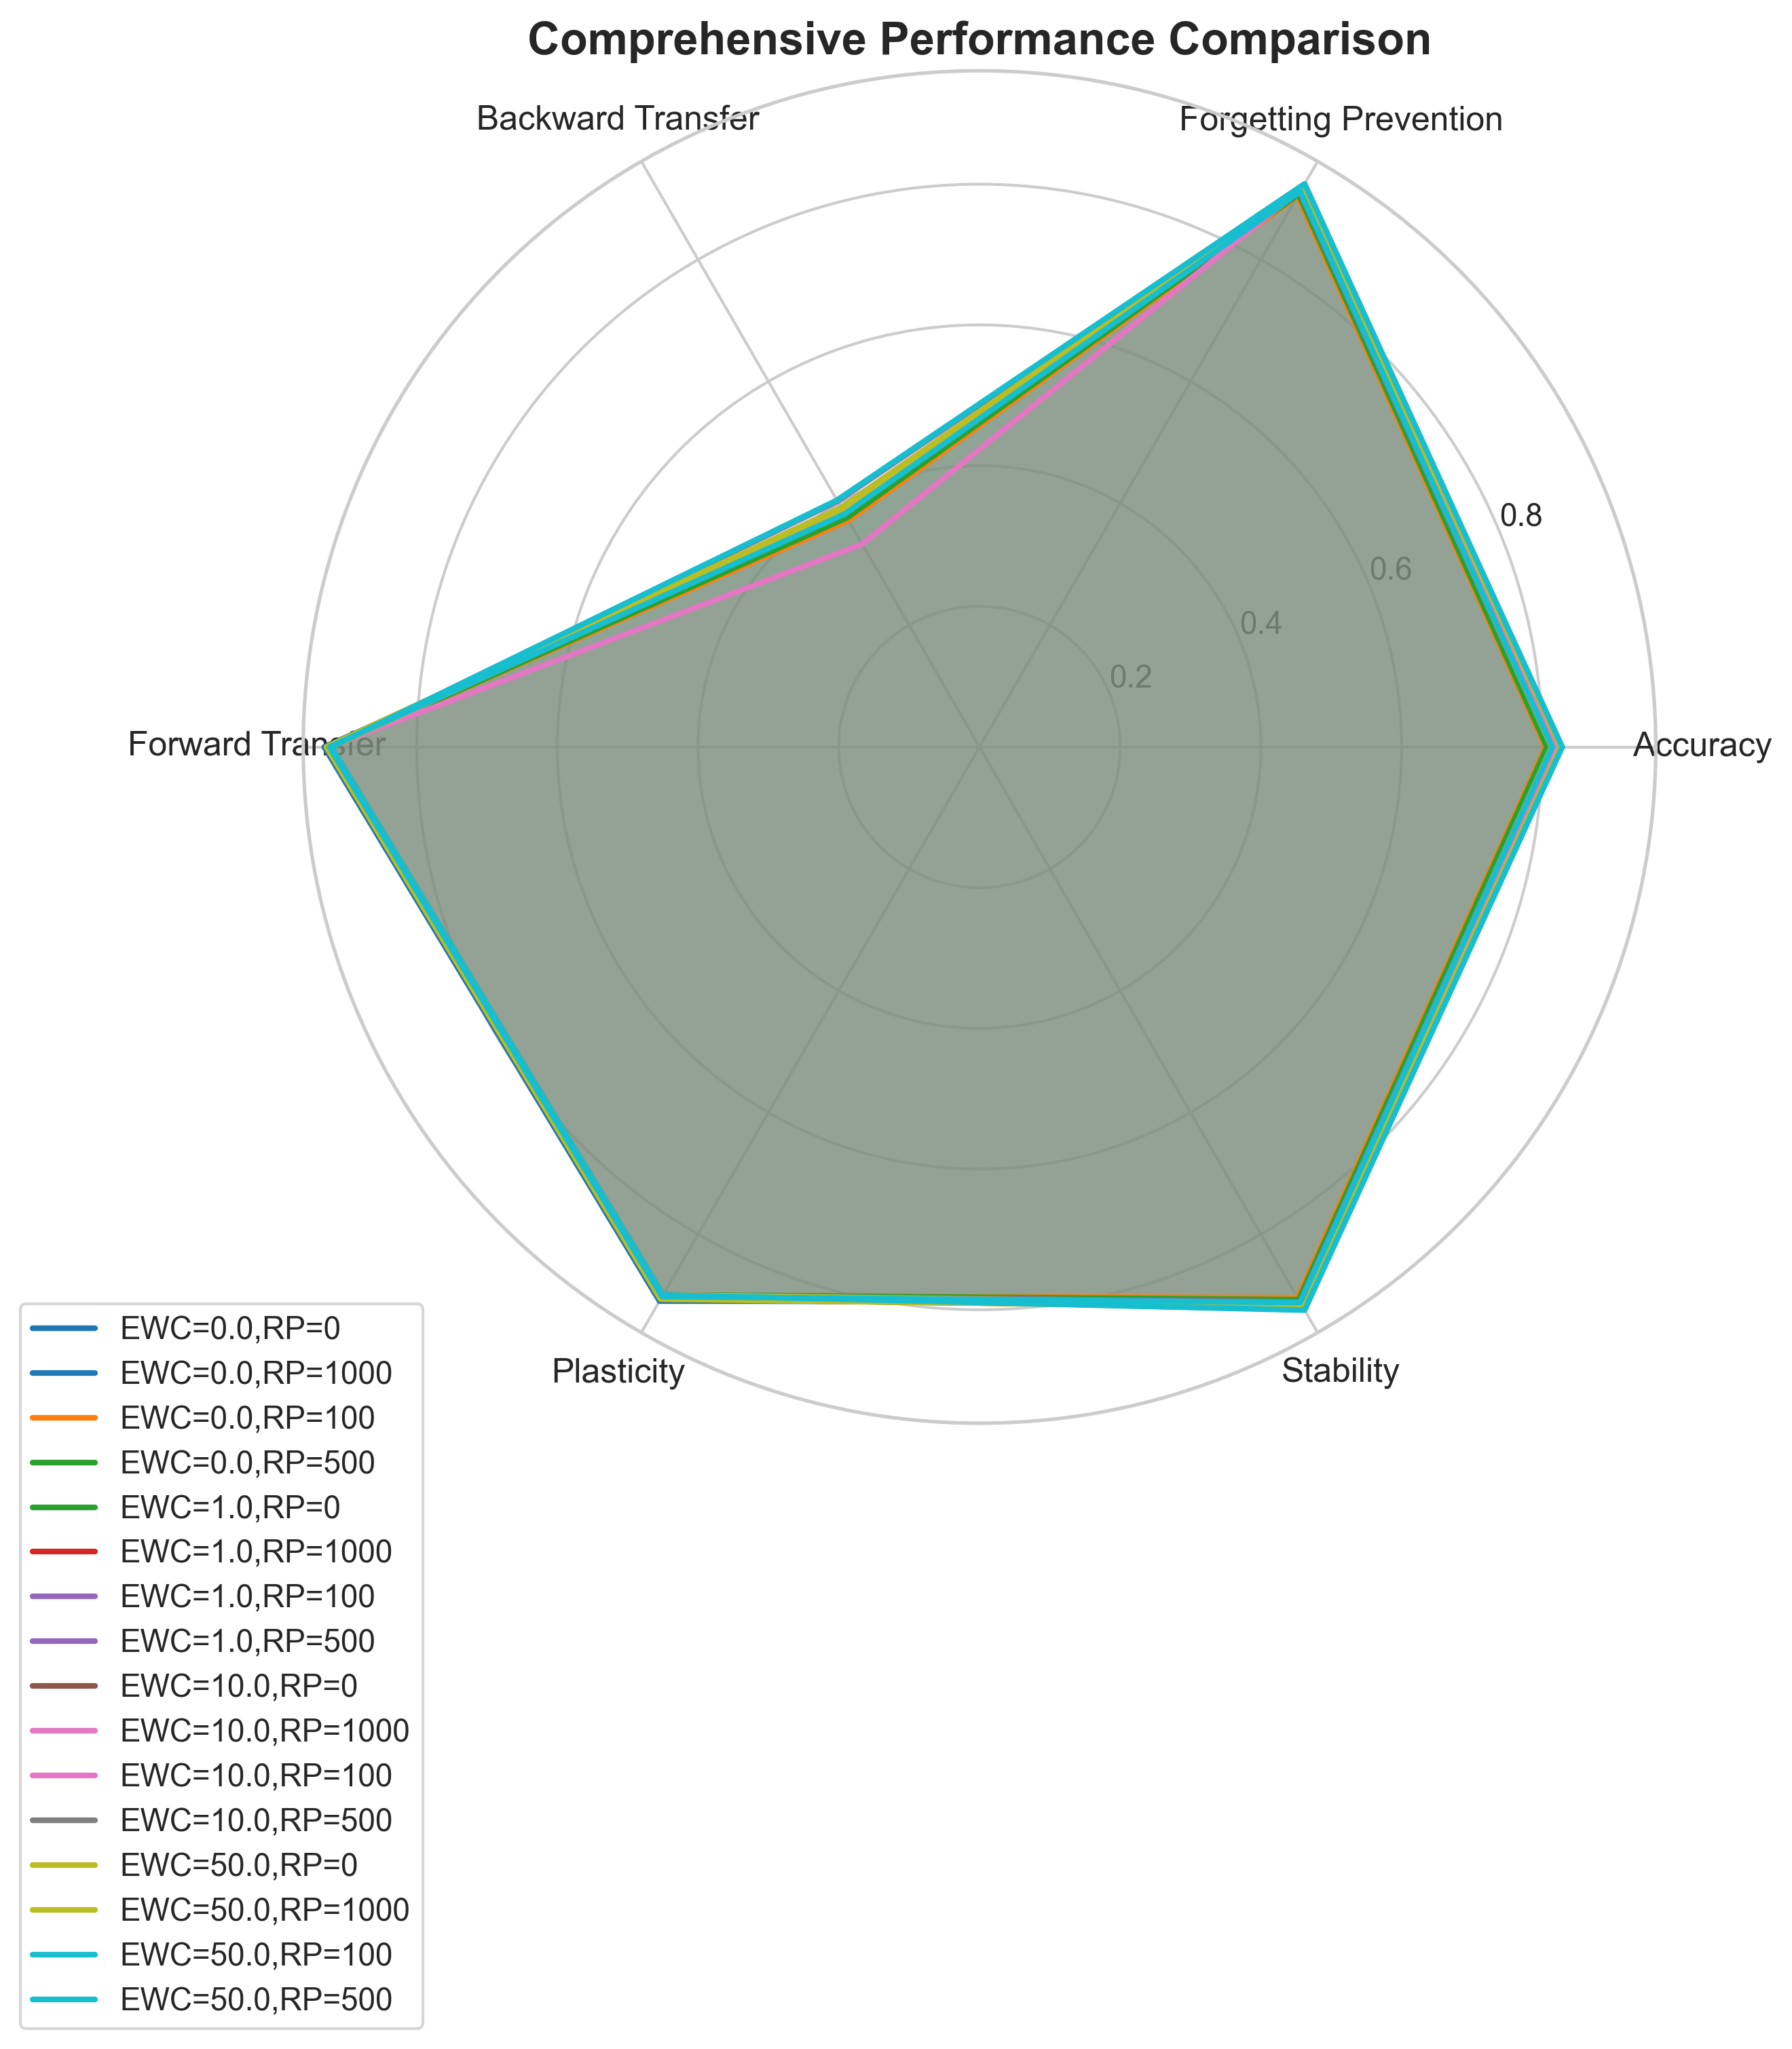 Comprehensive Performance Comparison
Backward Transfer
Forgetting Prevention
0.8
0.6
0.4
0.2
Forward Transfer
Accuracy
Plasticity
Stability
EWC=0.0,RP=0
EWC=0.0,RP=1000
EWC=0.0,RP=100
EWC=0.0,RP=500
EWC=1.0,RP=0
EWC=1.0,RP=1000
EWC=1.0,RP=100
EWC=1.0,RP=500
EWC=10.0,RP=0
EWC=10.0,RP=1000
EWC=10.0,RP=100
EWC=10.0,RP=500
EWC=50.0,RP=0
EWC=50.0,RP=1000
EWC=50.0,RP=100
EWC=50.0,RP=500